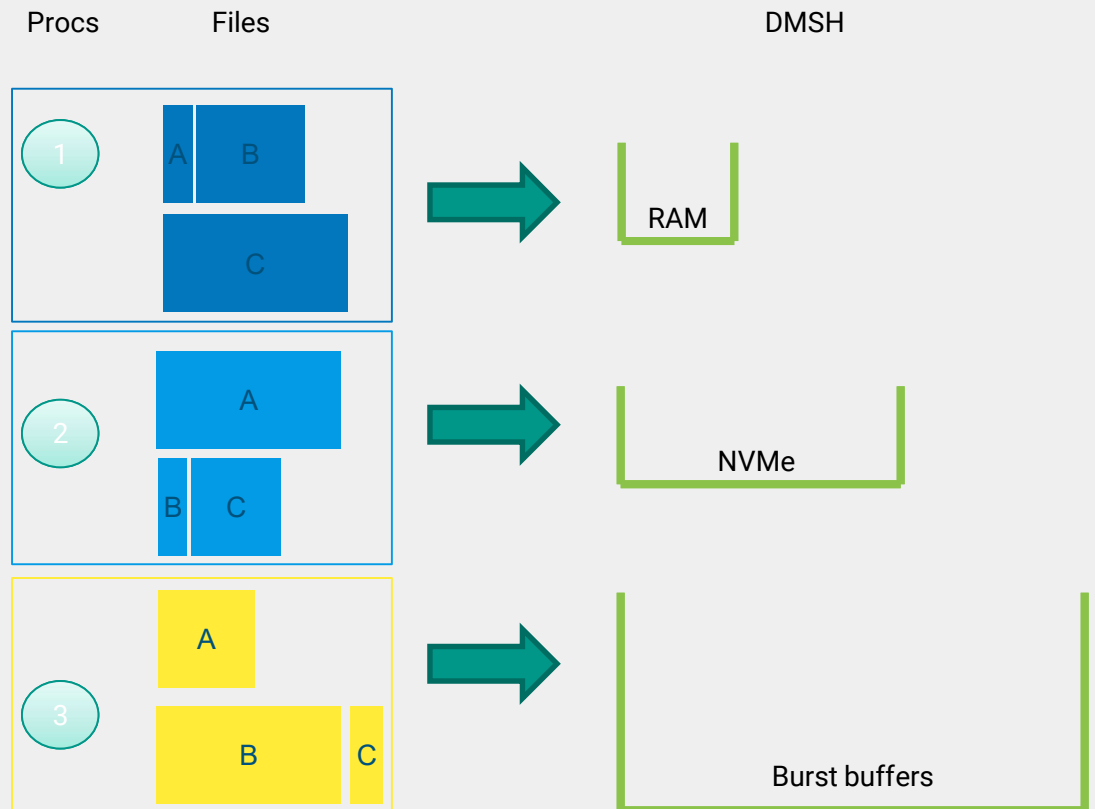 Procs Files DMSH
1
A B
C
RAM
2
A
B C
NVMe
3
A
B C
Burst buffers